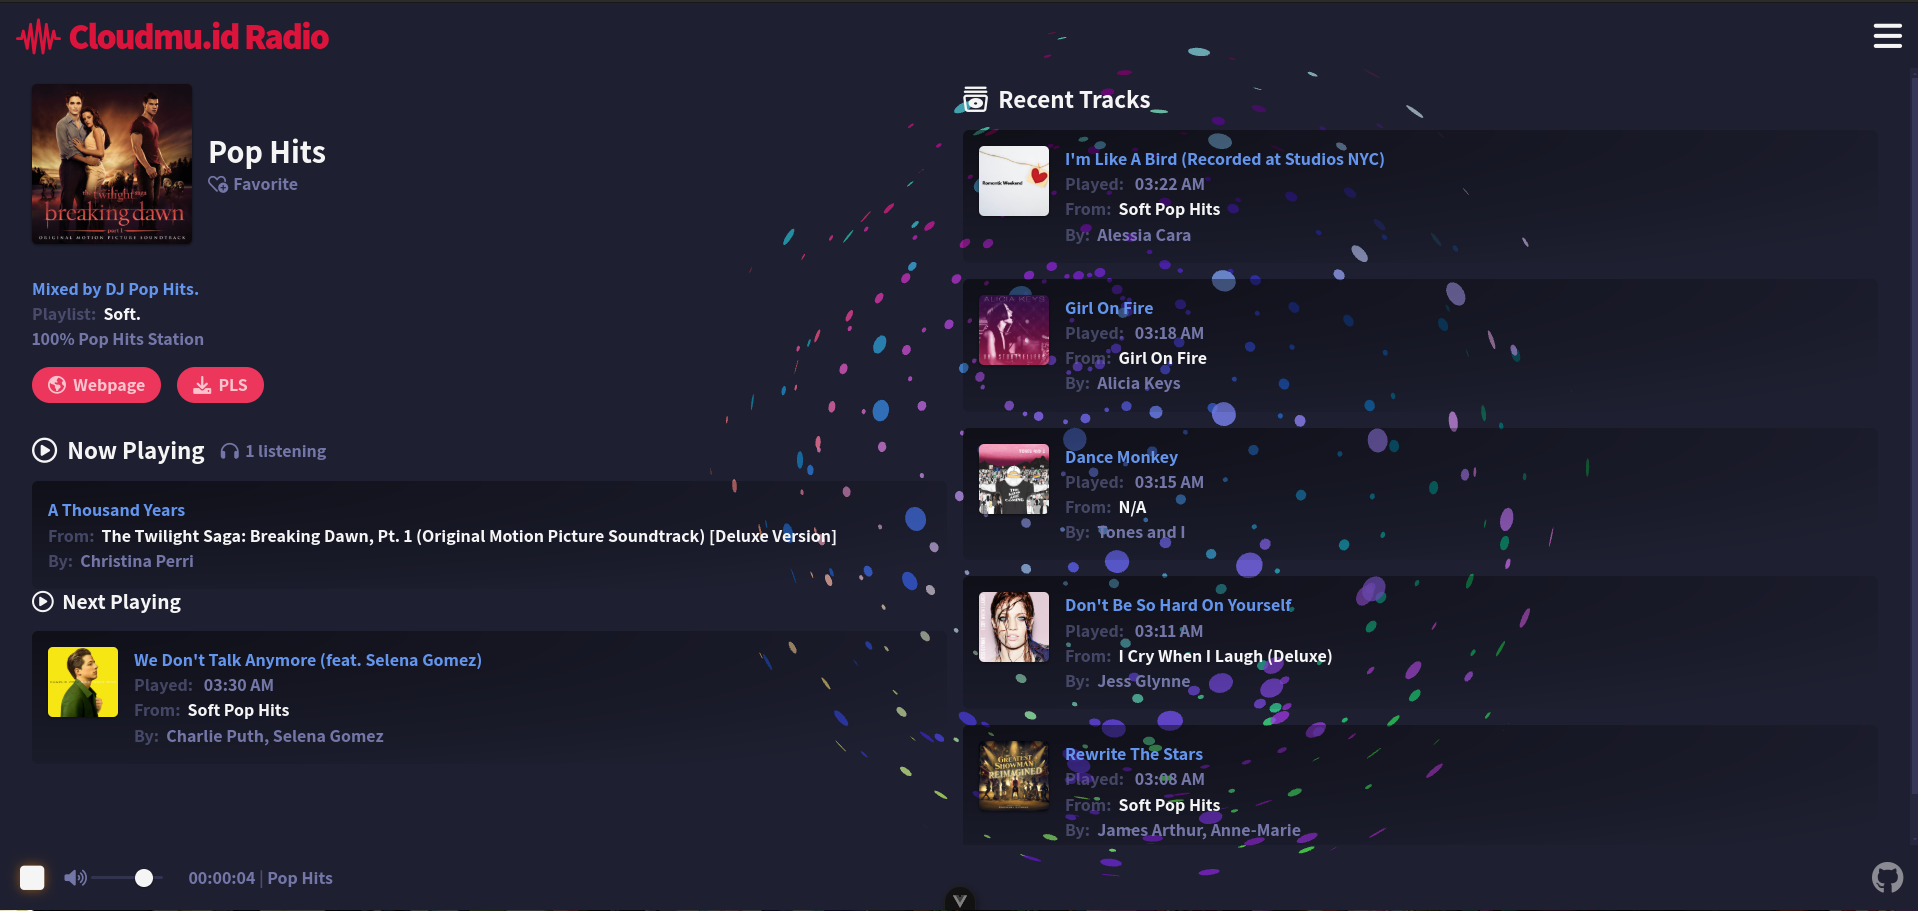 Cloudmu.id Radio
the twilight saga
breaking dawn
part 1
ORIGINAL MOTION PICTURE SOUNDTRACK
Pop Hits
Favorite
Mixed by DJ Pop Hits.
Playlist: Soft.
100% Pop Hits Station
Webpage
PLS
Now Playing
1 listening
A Thousand Years
From: The Twilight Saga: Breaking Dawn, Pt. 1 (Original Motion Picture Soundtrack) [Deluxe Version]
By: Christina Perri
Next Playing
We Don't Talk Anymore (feat. Selena Gomez)
Played: 03:30 AM
From: Soft Pop Hits
By: Charlie Puth, Selena Gomez
Recent Tracks
Romantic Weekend
I'm Like A Bird (Recorded at Studios NYC)
Played: 03:22 AM
From: Soft Pop Hits
By: Alessia Cara
ALICIA KEYS
Girl On Fire
Played: 03:18 AM
From: Girl On Fire
By: Alicia Keys
Dance Monkey
Played: 03:15 AM
From: N/A
By: Tones and I
Don't Be So Hard On Yourself
Played: 03:11 AM
From: I Cry When I Laugh (Deluxe)
By: Jess Glynne
GREATEST
SHOWMAN
REIMAGINED
Rewrite The Stars
Played: 03:08 AM
From: Soft Pop Hits
By: James Arthur, Anne-Marie
00:00:04 | Pop Hits